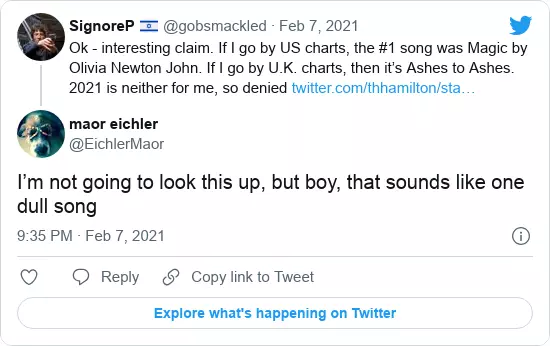 SignoreP 🇮🇱 @gobsmackled · Feb 7, 2021
Ok - interesting claim. If I go by US charts, the #1 song was Magic by
Olivia Newton John. If I go by U.K. charts, then it’s Ashes to Ashes.
2021 is neither for me, so denied twitter.com/thhamilton/sta…
maor eichler
@EichlerMaor
I’m not going to look this up, but boy, that sounds like one
dull song
9:35 PM · Feb 7, 2021
Reply
Copy link to Tweet
Explore what's happening on Twitter